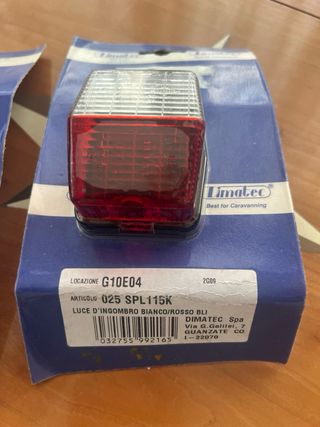 Dimatec
Dimatec
Best for Caravanning
LOCAZIONE G10E04 2G09
ARTICOLO 025 SPL115K
LUCE D'INGOMBRO BIANCO/ROSSO BLI
DIMATEC Spa
Via G.Galilei, 7
GUANZATE CO
I-22070
032755 992165